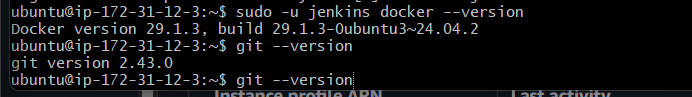 ubuntu@ip-172-31-12-3:~$ sudo -u jenkins docker --version
Docker version 29.1.3, build 29.1.3-0ubuntu3~24.04.2
ubuntu@ip-172-31-12-3:~$ git --version
git version 2.43.0
ubuntu@ip-172-31-12-3:~$ git --version
Instance profile ARN Last activity